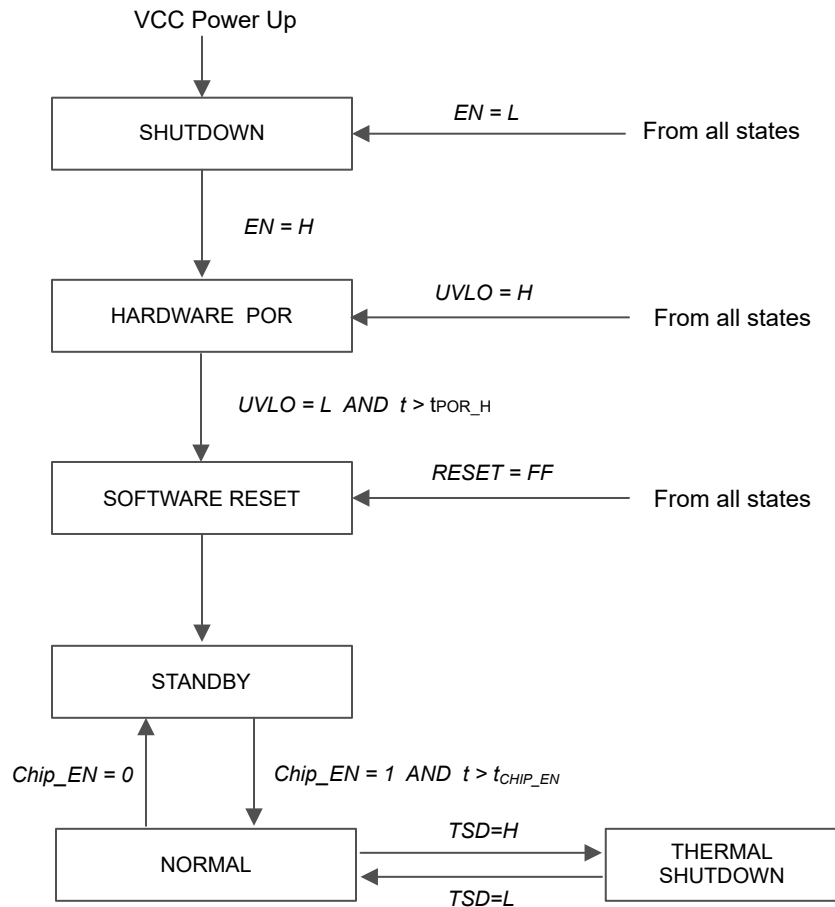 VCC Power Up
SHUTDOWN
EN = L
From all states
EN = H
HARDWARE POR
UVLO = H
From all states
UVLO = L AND t > tPOR_H
SOFTWARE RESET
RESET = FF
From all states
STANDBY
Chip_EN = 0
Chip_EN = 1 AND t > tCHIP_EN
NORMAL
TSD=H
TSD=L
THERMAL
SHUTDOWN